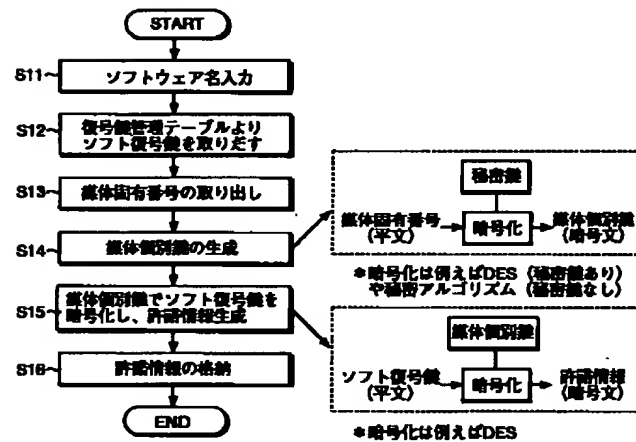 START
S11
ソフトウェア名入力
S12
復号鍵管理テーブルより
ソフト復号鍵を取りだす
S13
媒体固有番号の取り出し
S14
媒体個別鍵の生成
S15
媒体個別鍵でソフト復号鍵を
暗号化し、許諾情報生成
S16
許諾情報の格納
END
秘密鍵
媒体固有番号
(平文)
暗号化
媒体個別鍵
(暗号文)
*暗号化は例えばDES(秘密鍵あり)
や秘密アルゴリズム(秘密鍵なし)
媒体個別鍵
ソフト復号鍵
(平文)
暗号化
許諾情報
(暗号文)
*暗号化は例えばDES